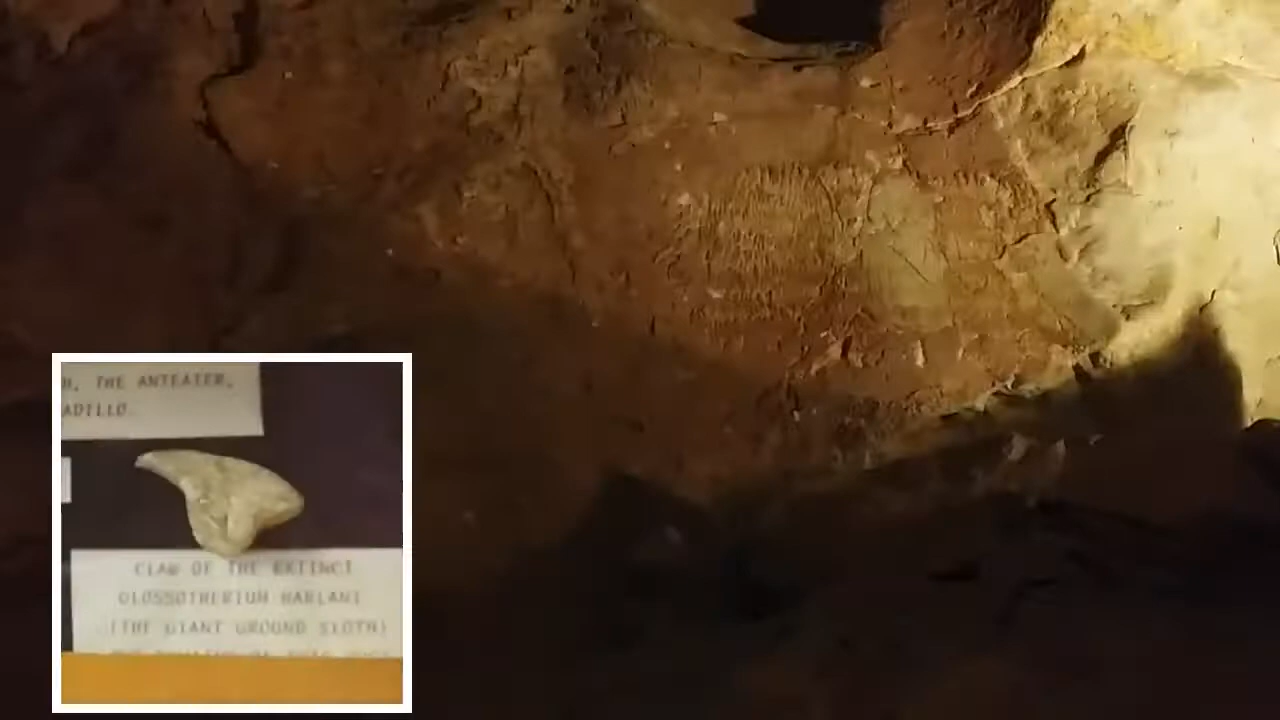 H, THE ANTEATER,
ADILLO.
CLAW OF THE EXTINCT
GLOSSOTHERIUM HARLANI
(THE GIANT GROUND SLOTH)